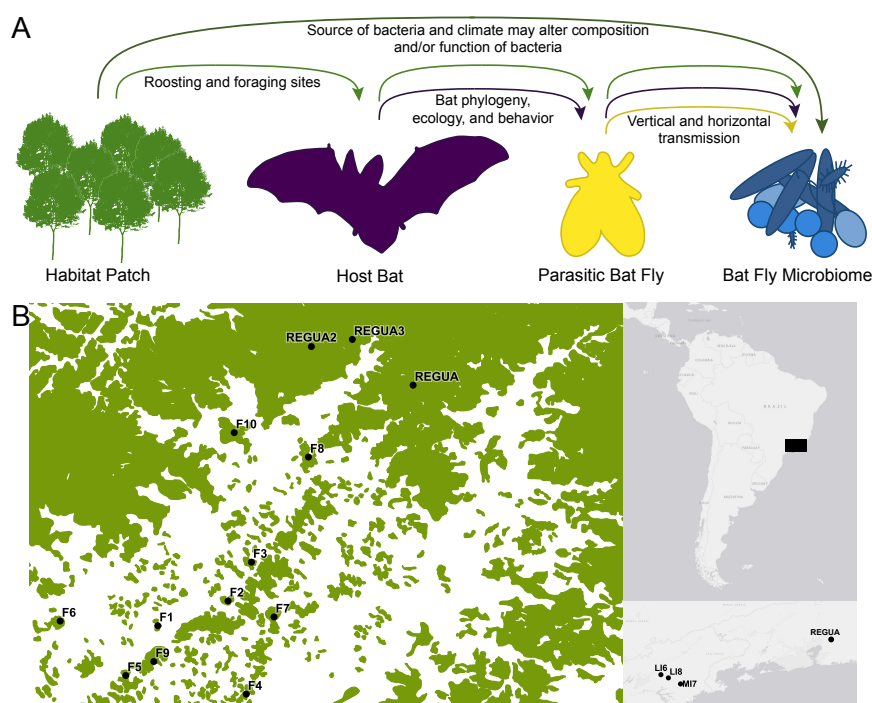 A
Source of bacteria and climate may alter composition
and/or function of bacteria
Roosting and foraging sites
Bat phylogeny,
ecology, and behavior
Vertical and horizontal
transmission
Habitat Patch
Host Bat
Parasitic Bat Fly
Bat Fly Microbiome
B
REGUA2
REGUA3
REGUA
F10
F8
F3
F2
F7
F6
F1
F9
F5
F4
BRAZIL
REGUA
LI6
LI8
MI7